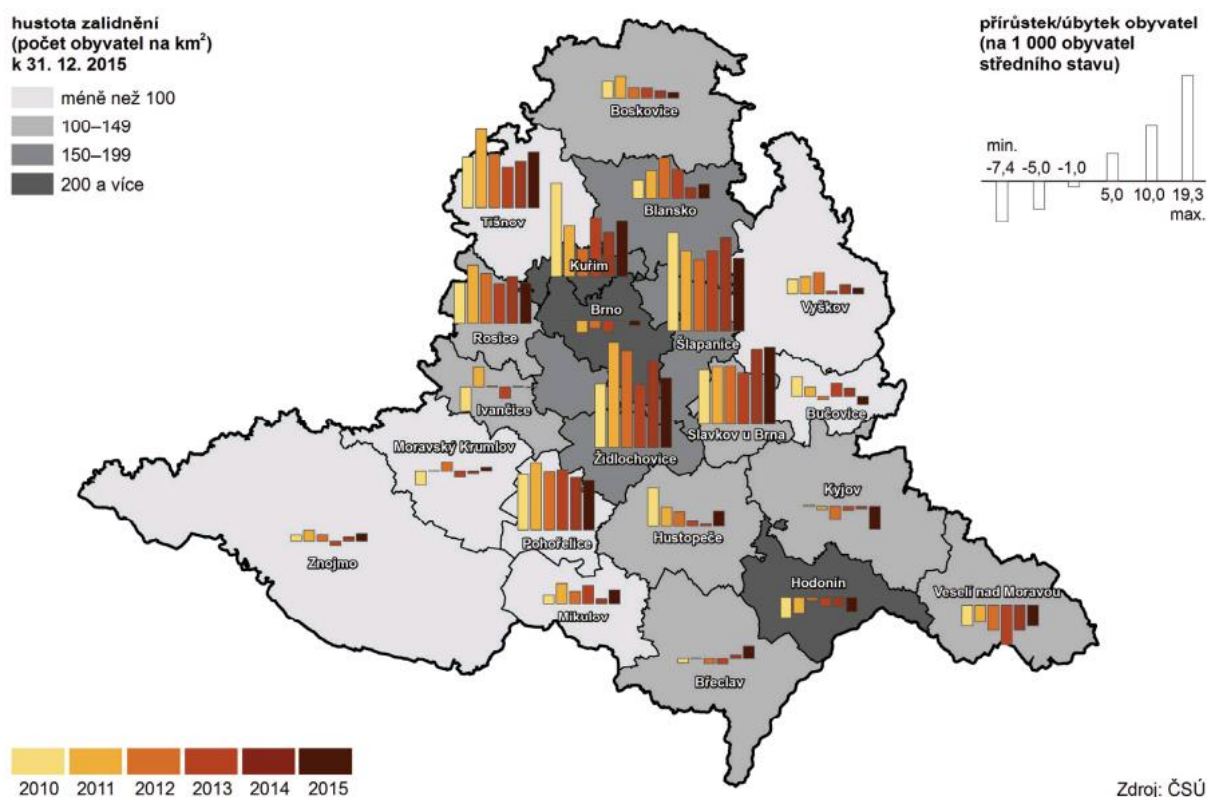 hustota zalidnění
(počet obyvatel na km²)
k 31. 12. 2015
méně než 100
100–149
150–199
200 a více
přírůstek/úbytek obyvatel
(na 1 000 obyvatel
středního stavu)
min.
-7,4 -5,0 -1,0
5,0 10,0 19,3
max.
Boskovice
Tišnov
Blansko
Kuřim
Vyškov
Brno
Rosice
Šlapanice
Ivančice
Bučovice
Slavkov u Brna
Moravský Krumlov
Židlochovice
Kyjov
Pohořelice
Hustopeče
Znojmo
Hodonín
Veselí nad Moravou
Mikulov
Břeclav
2010 2011 2012 2013 2014 2015
Zdroj: ČSÚ